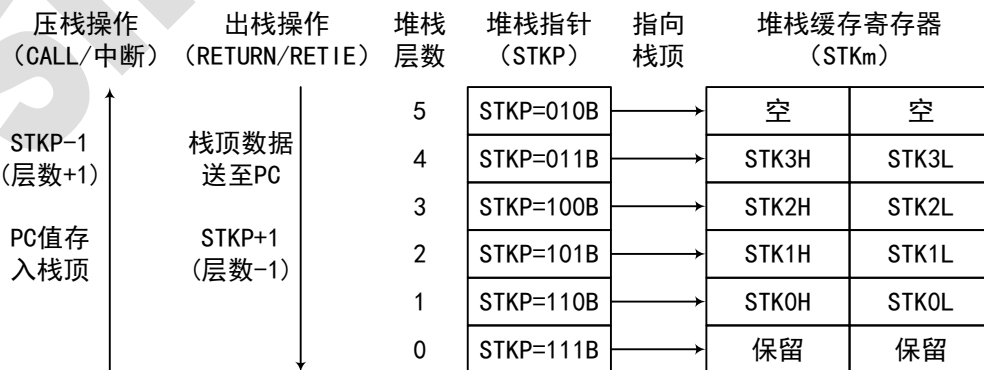 压栈操作 出栈操作 堆栈 堆栈指针 指向 堆栈缓存寄存器
(CALL/中断) (RETURN/RETIE) 层数 (STKP) 栈顶 (STKm)
5 STKP=010B 空 空
STKP-1 栈顶数据 4 STKP=011B STK3H STK3L
(层数+1) 送至PC
3 STKP=100B STK2H STK2L
PC值存 STKP+1 2 STKP=101B STK1H STK1L
入栈顶 (层数-1)
1 STKP=110B STK0H STK0L
0 STKP=111B 保留 保留